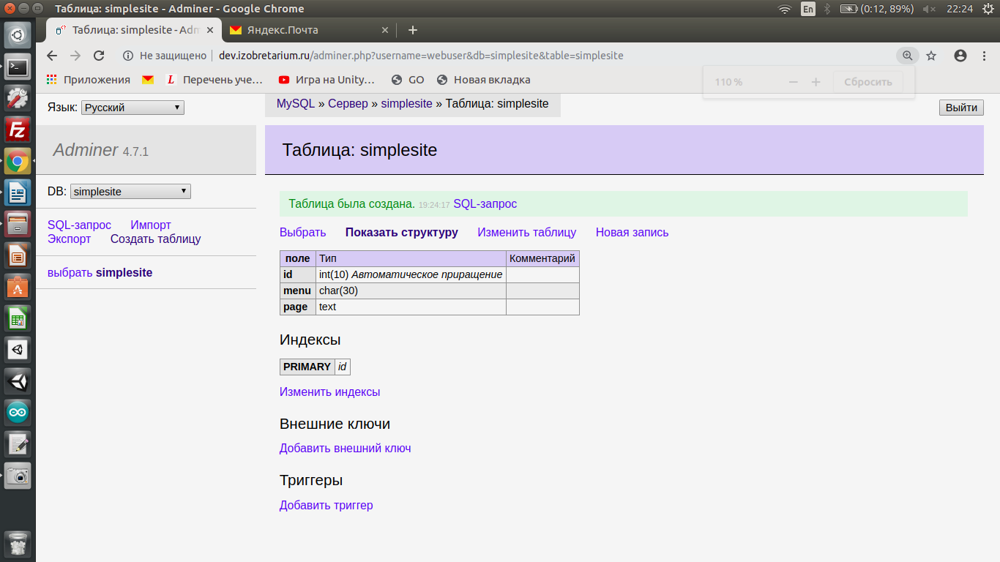 Таблица: simplesite - Adminer - Google Chrome
En (0:12, 89%) 22:24
Таблица: simplesite - Adm
Яндекс.Почта
Не защищено dev.izobretarium.ru/adminer.php?username=webuser&db=simplesite&table=simplesite
Приложения L Перечень уче… Игра на Unity… GO Новая вкладка
110 % − + Сбросить
Язык: Русский
MySQL » Сервер » simplesite » Таблица: simplesite
Выйти
Adminer 4.7.1
Таблица: simplesite
DB: simplesite
SQL-запрос Импорт
Экспорт Создать таблицу
выбрать simplesite
Таблица была создана. 19:24:17 SQL-запрос
Выбрать Показать структуру Изменить таблицу Новая запись
поле Тип Комментарий
id int(10) Автоматическое приращение
menu char(30)
page text
Индексы
PRIMARY id
Изменить индексы
Внешние ключи
Добавить внешний ключ
Триггеры
Добавить триггер